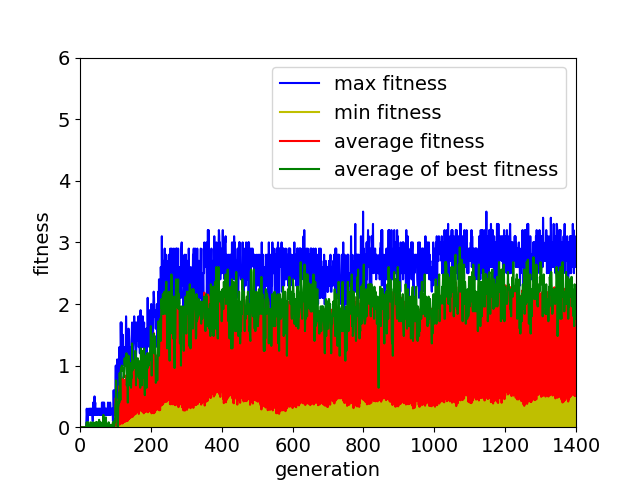 max fitness
min fitness
average fitness
average of best fitness
fitness
6
5
4
3
2
1
0
0 200 400 600 800 1000 1200 1400
generation